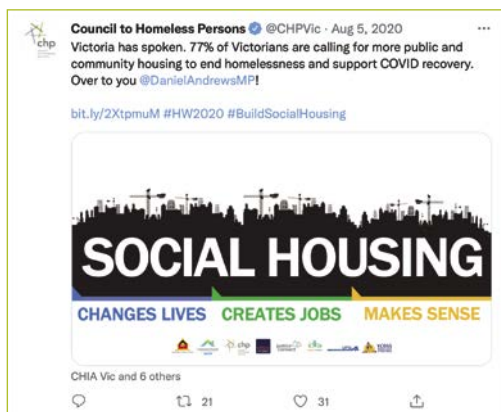 chp
Council to Homeless Persons @CHPVic · Aug 5, 2020 ···
Victoria has spoken. 77% of Victorians are calling for more public and
community housing to end homelessness and support COVID recovery.
Over to you @DanielAndrewsMP!
bit.ly/2XtpmuM #HW2020 #BuildSocialHousing
SOCIAL HOUSING
CHANGES LIVES CREATES JOBS MAKES SENSE
chp
CHIA Vic and 6 others
21 31